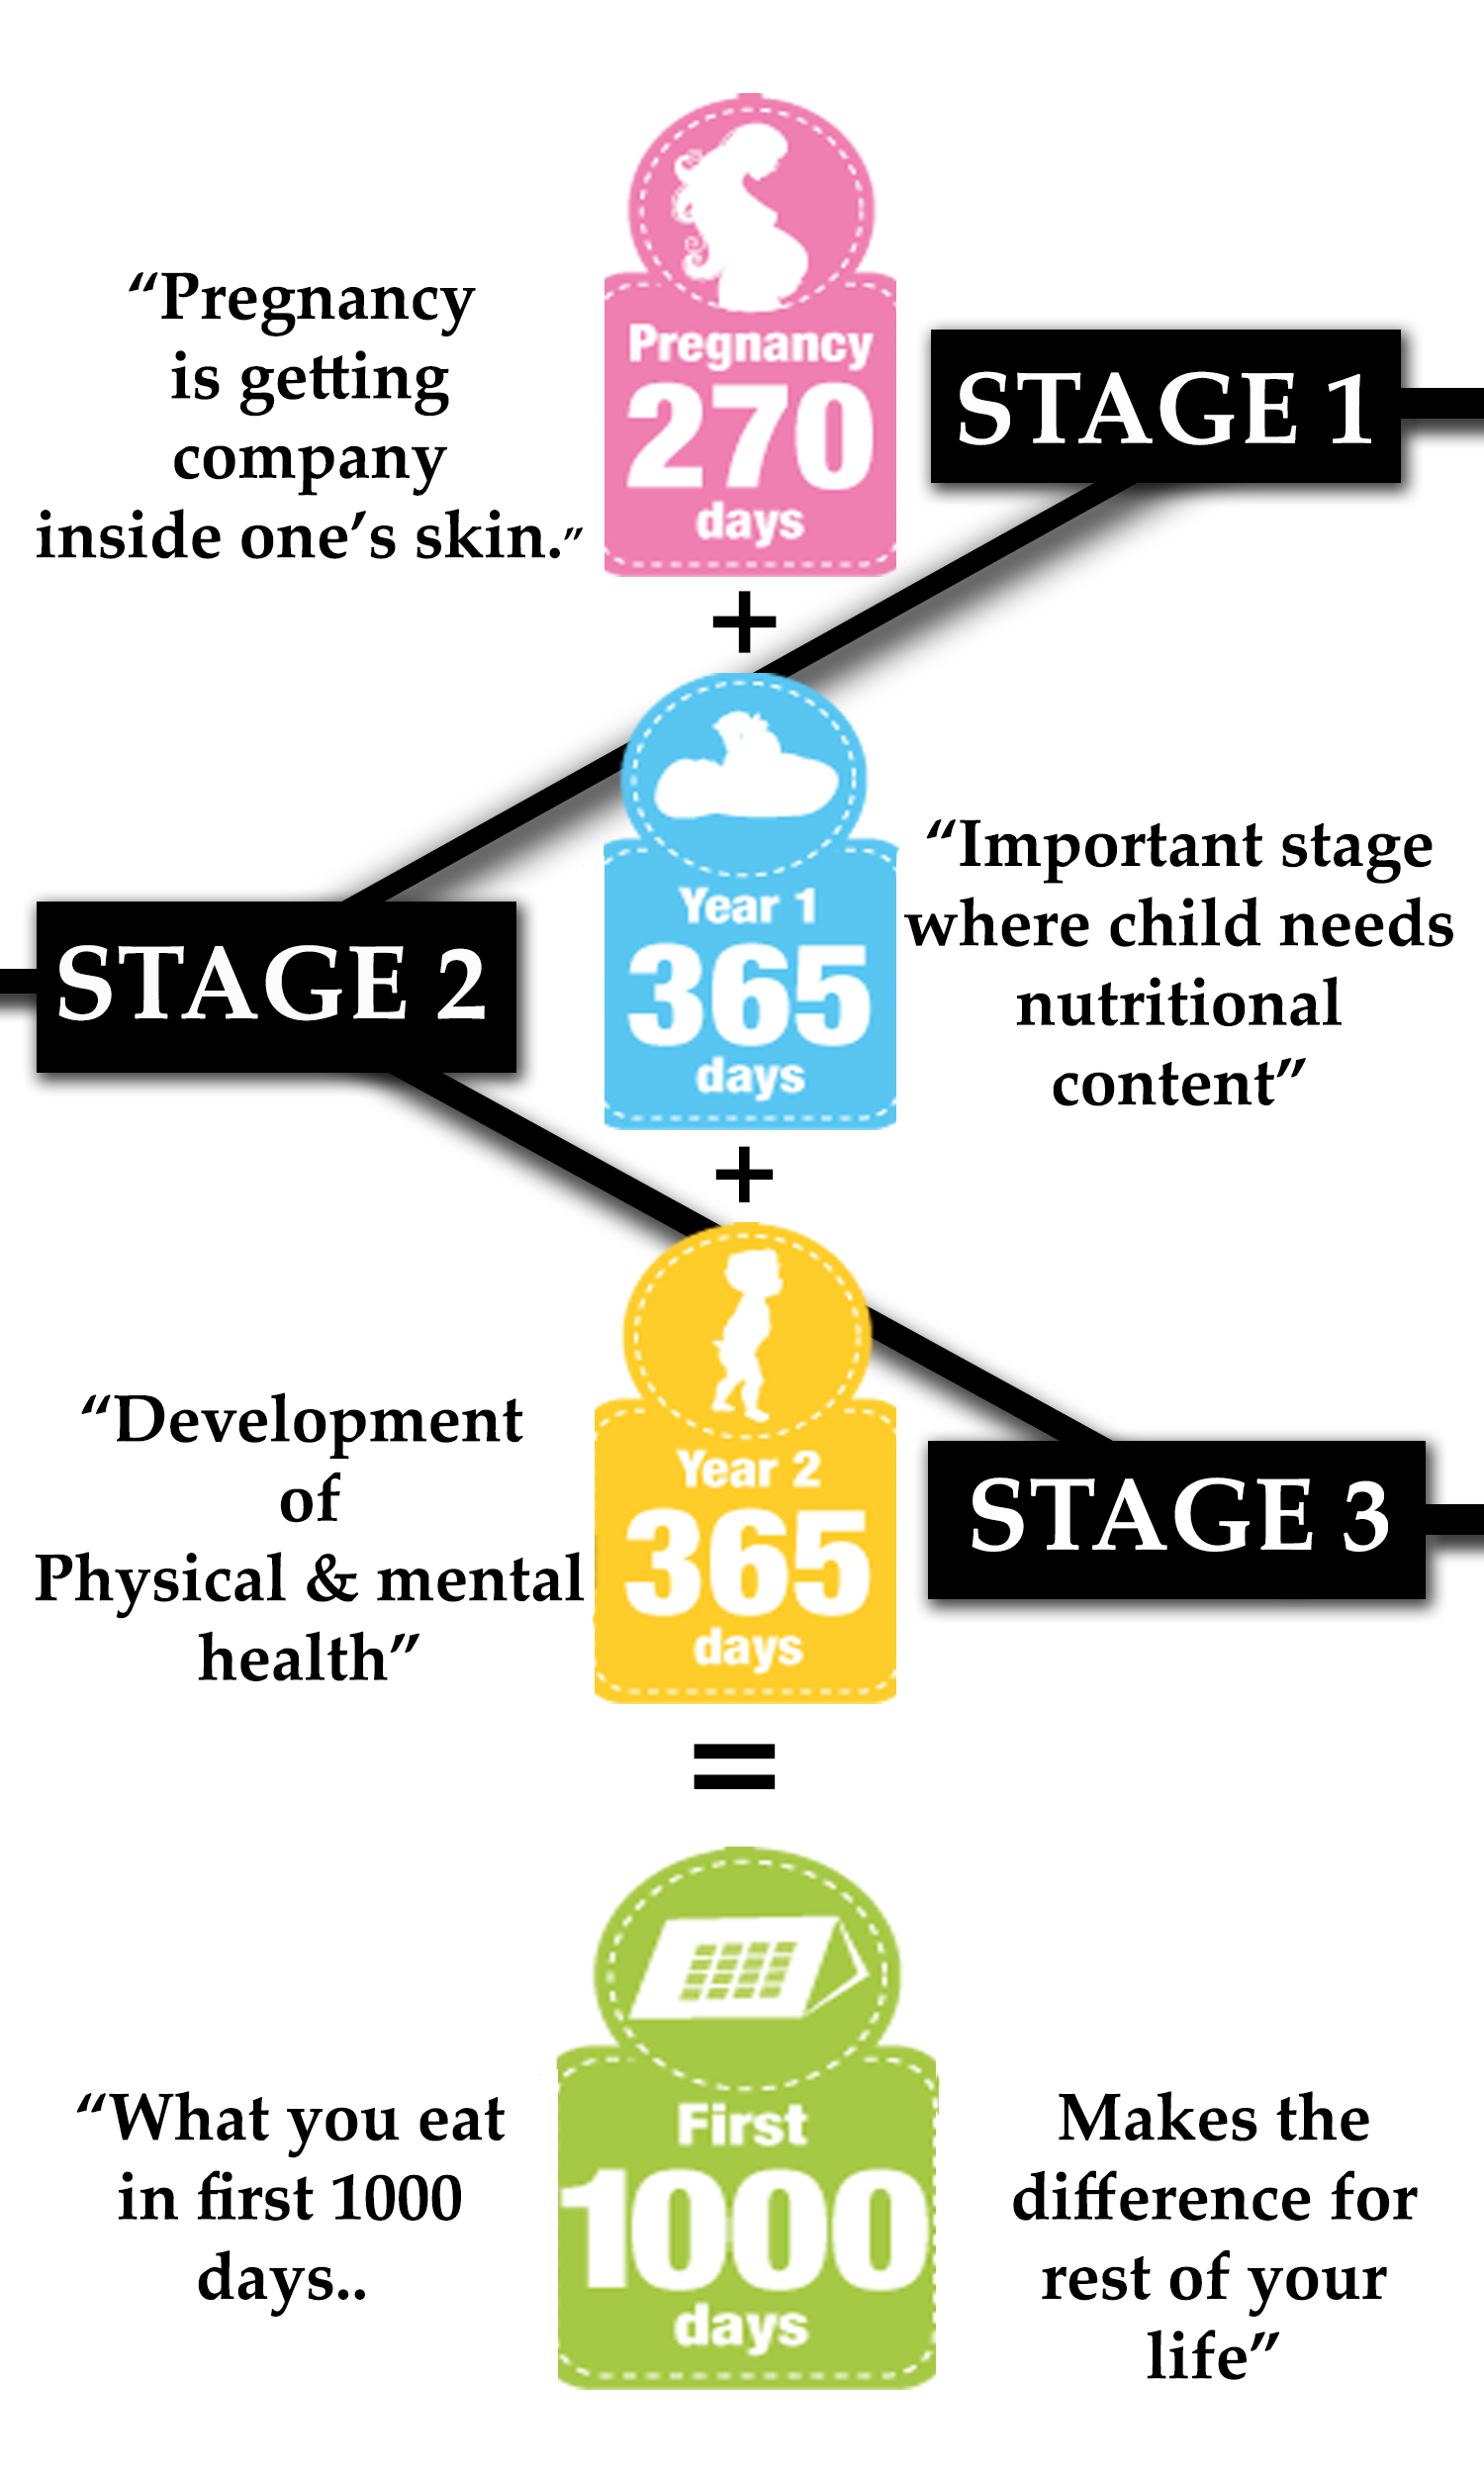 “Pregnancy
is getting
company
inside one’s skin.”
Pregnancy
270
days
STAGE 1
+
STAGE 2
Year 1
365
days
“Important stage
where child needs
nutritional
content”
+
“Development
of
Physical & mental
health”
Year 2
365
days
STAGE 3
=
“What you eat
in first 1000
days..
First
1000
days
Makes the
difference for
rest of your
life”